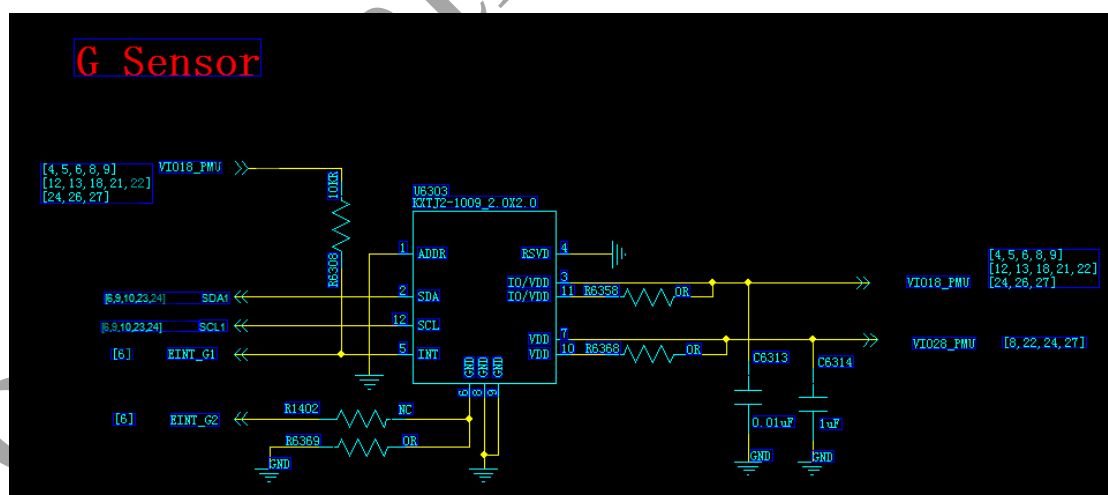 G Sensor
[4,5,6,8,9]
[12,13,18,21,22]
[24,26,27]
VIO18_PMU
10KR
R6308
U6303
KXTJ2-1009_2.0X2.0
1 ADDR
RSVD 4
IO/VDD 3
IO/VDD 11 R6358 0R
[4,5,6,8,9]
[12,13,18,21,22]
[24,26,27]
VIO18_PMU
[6,9,10,23,24] SDA1 2 SDA
[6,9,10,23,24] SCL1 12 SCL
[6] EINT_G1 5 INT
VDD 7
VDD 10 R6368 0R
VIO28_PMU [8,22,24,27]
GND GND GND
6 8 9
C6313
0.01uF
GND
C6314
1uF
GND
[6] EINT_G2 R1402 NC
R6369 0R
GND